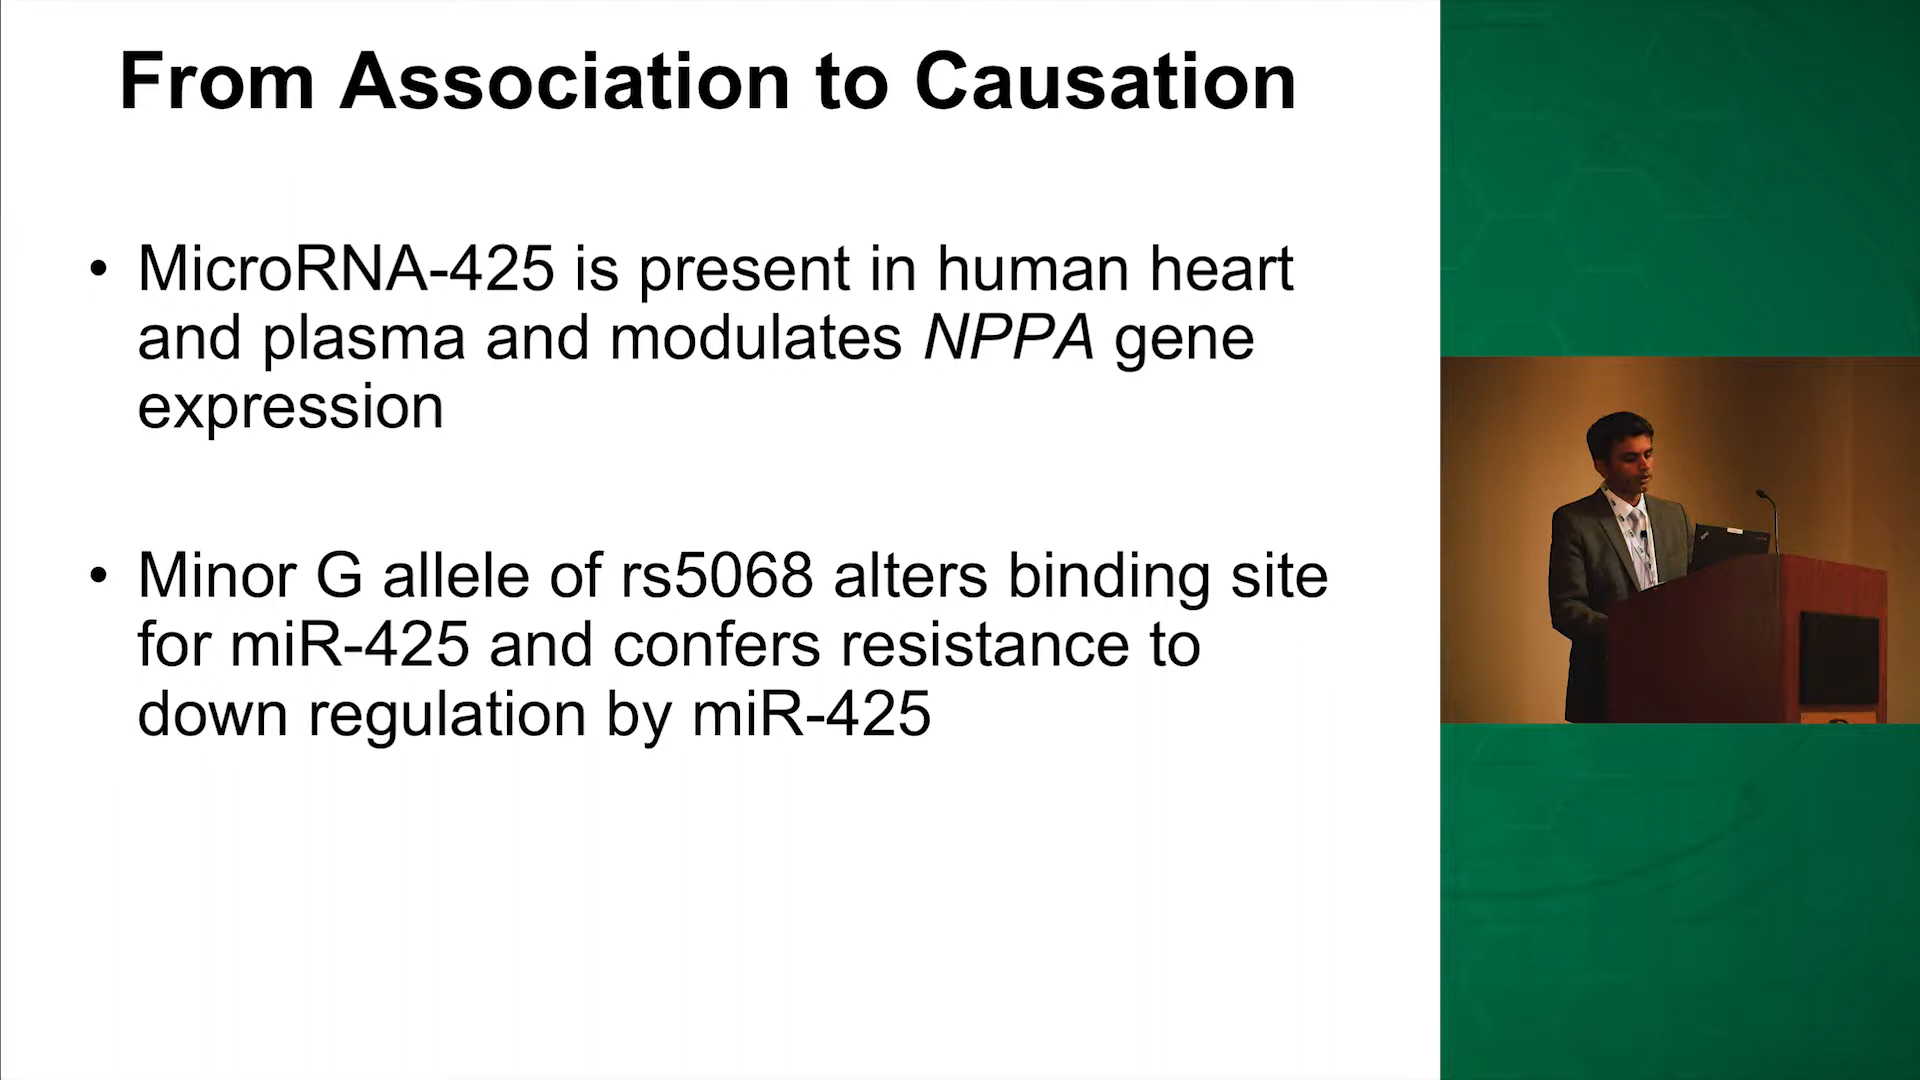 From Association to Causation
• MicroRNA-425 is present in human heart
and plasma and modulates NPPA gene
expression
• Minor G allele of rs5068 alters binding site
for miR-425 and confers resistance to
down regulation by miR-425